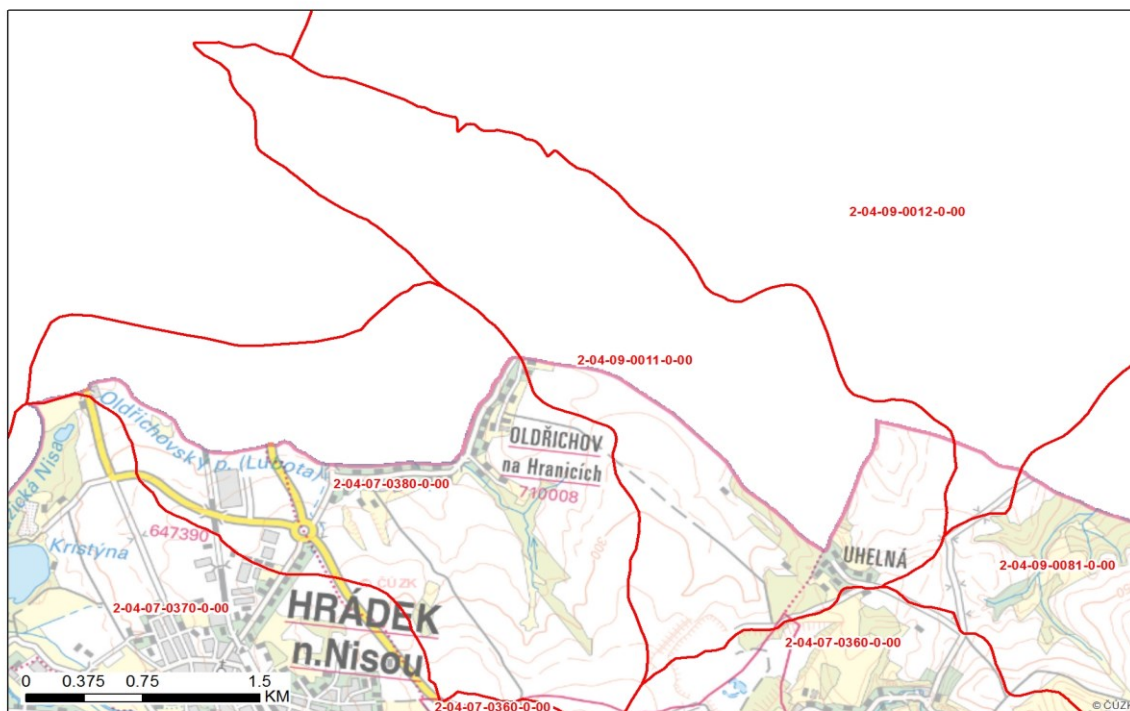 2-04-09-0012-0-00
2-04-09-0011-0-00
Oldřichovský p. (Lubota)
OLDŘICHOV
na Hranicích
2-04-07-0380-0-00
710008
647390
Kristýna
UHELNÁ
2-04-09-0081-0-00
© ČÚZK
2-04-07-0370-0-00
HRÁDEK
n.Nisou
300
2-04-07-0360-0-00
0 0.375 0.75 1.5
KM
2-04-07-0360-0-00
© ČÚZK